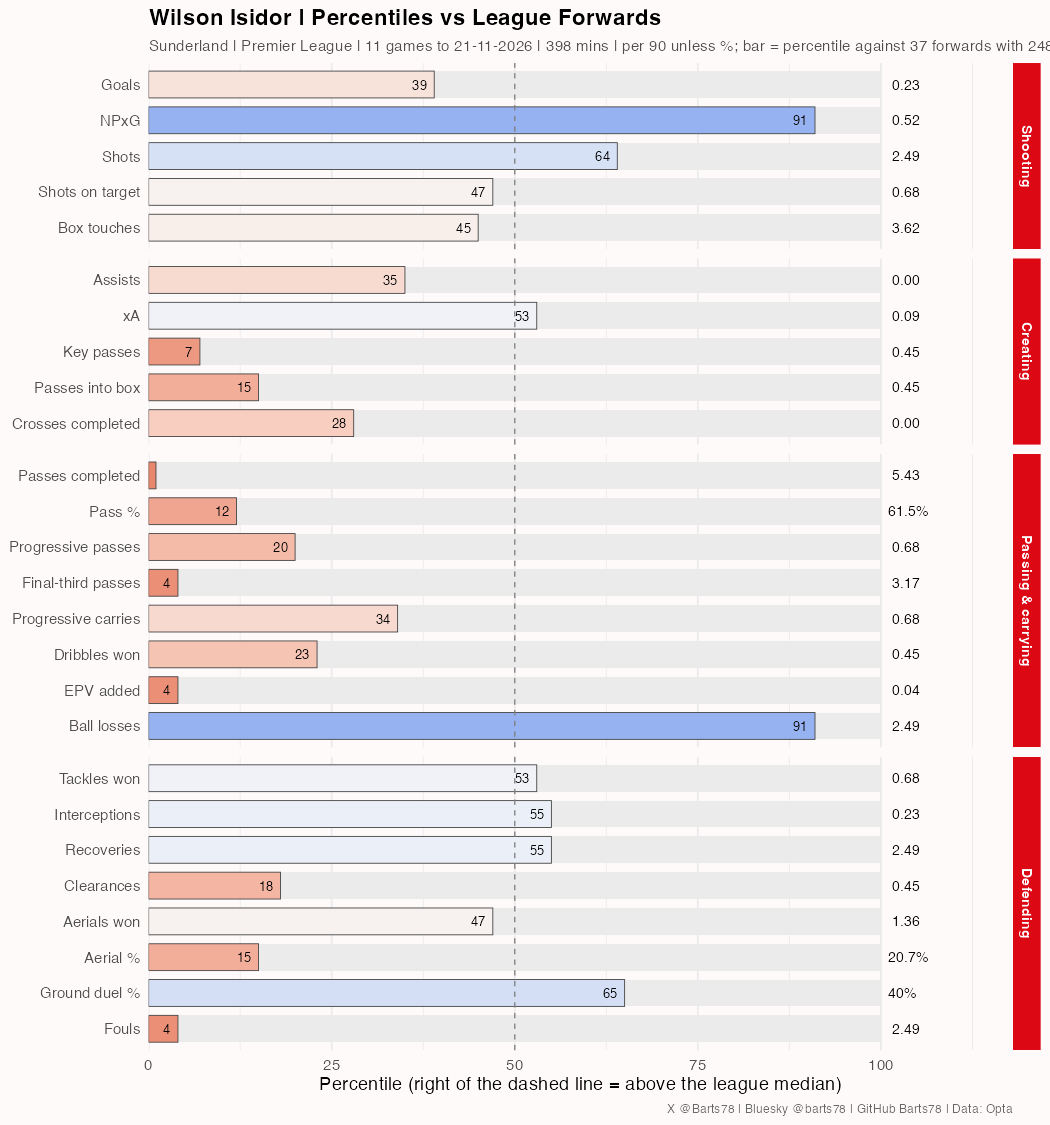 Wilson Isidor | Percentiles vs League Forwards
Sunderland | Premier League | 11 games to 21-11-2026 | 398 mins | per 90 unless %; bar = percentile against 37 forwards with 248
Goals 39 0.23
NPxG 91 0.52
Shots 64 2.49
Shots on target 47 0.68
Box touches 45 3.62
Shooting
Assists 35 0.00
xA 53 0.09
Key passes 7 0.45
Passes into box 15 0.45
Crosses completed 28 0.00
Creating
Passes completed 5.43
Pass % 12 61.5%
Progressive passes 20 0.68
Final-third passes 4 3.17
Progressive carries 34 0.68
Dribbles won 23 0.45
EPV added 4 0.04
Ball losses 91 2.49
Passing & carrying
Tackles won 53 0.68
Interceptions 55 0.23
Recoveries 55 2.49
Clearances 18 0.45
Aerials won 47 1.36
Aerial % 15 20.7%
Ground duel % 65 40%
Fouls 4 2.49
Defending
0 25 50 75 100
Percentile (right of the dashed line = above the league median)
X @Barts78 | Bluesky @barts78 | GitHub Barts78 | Data: Opta